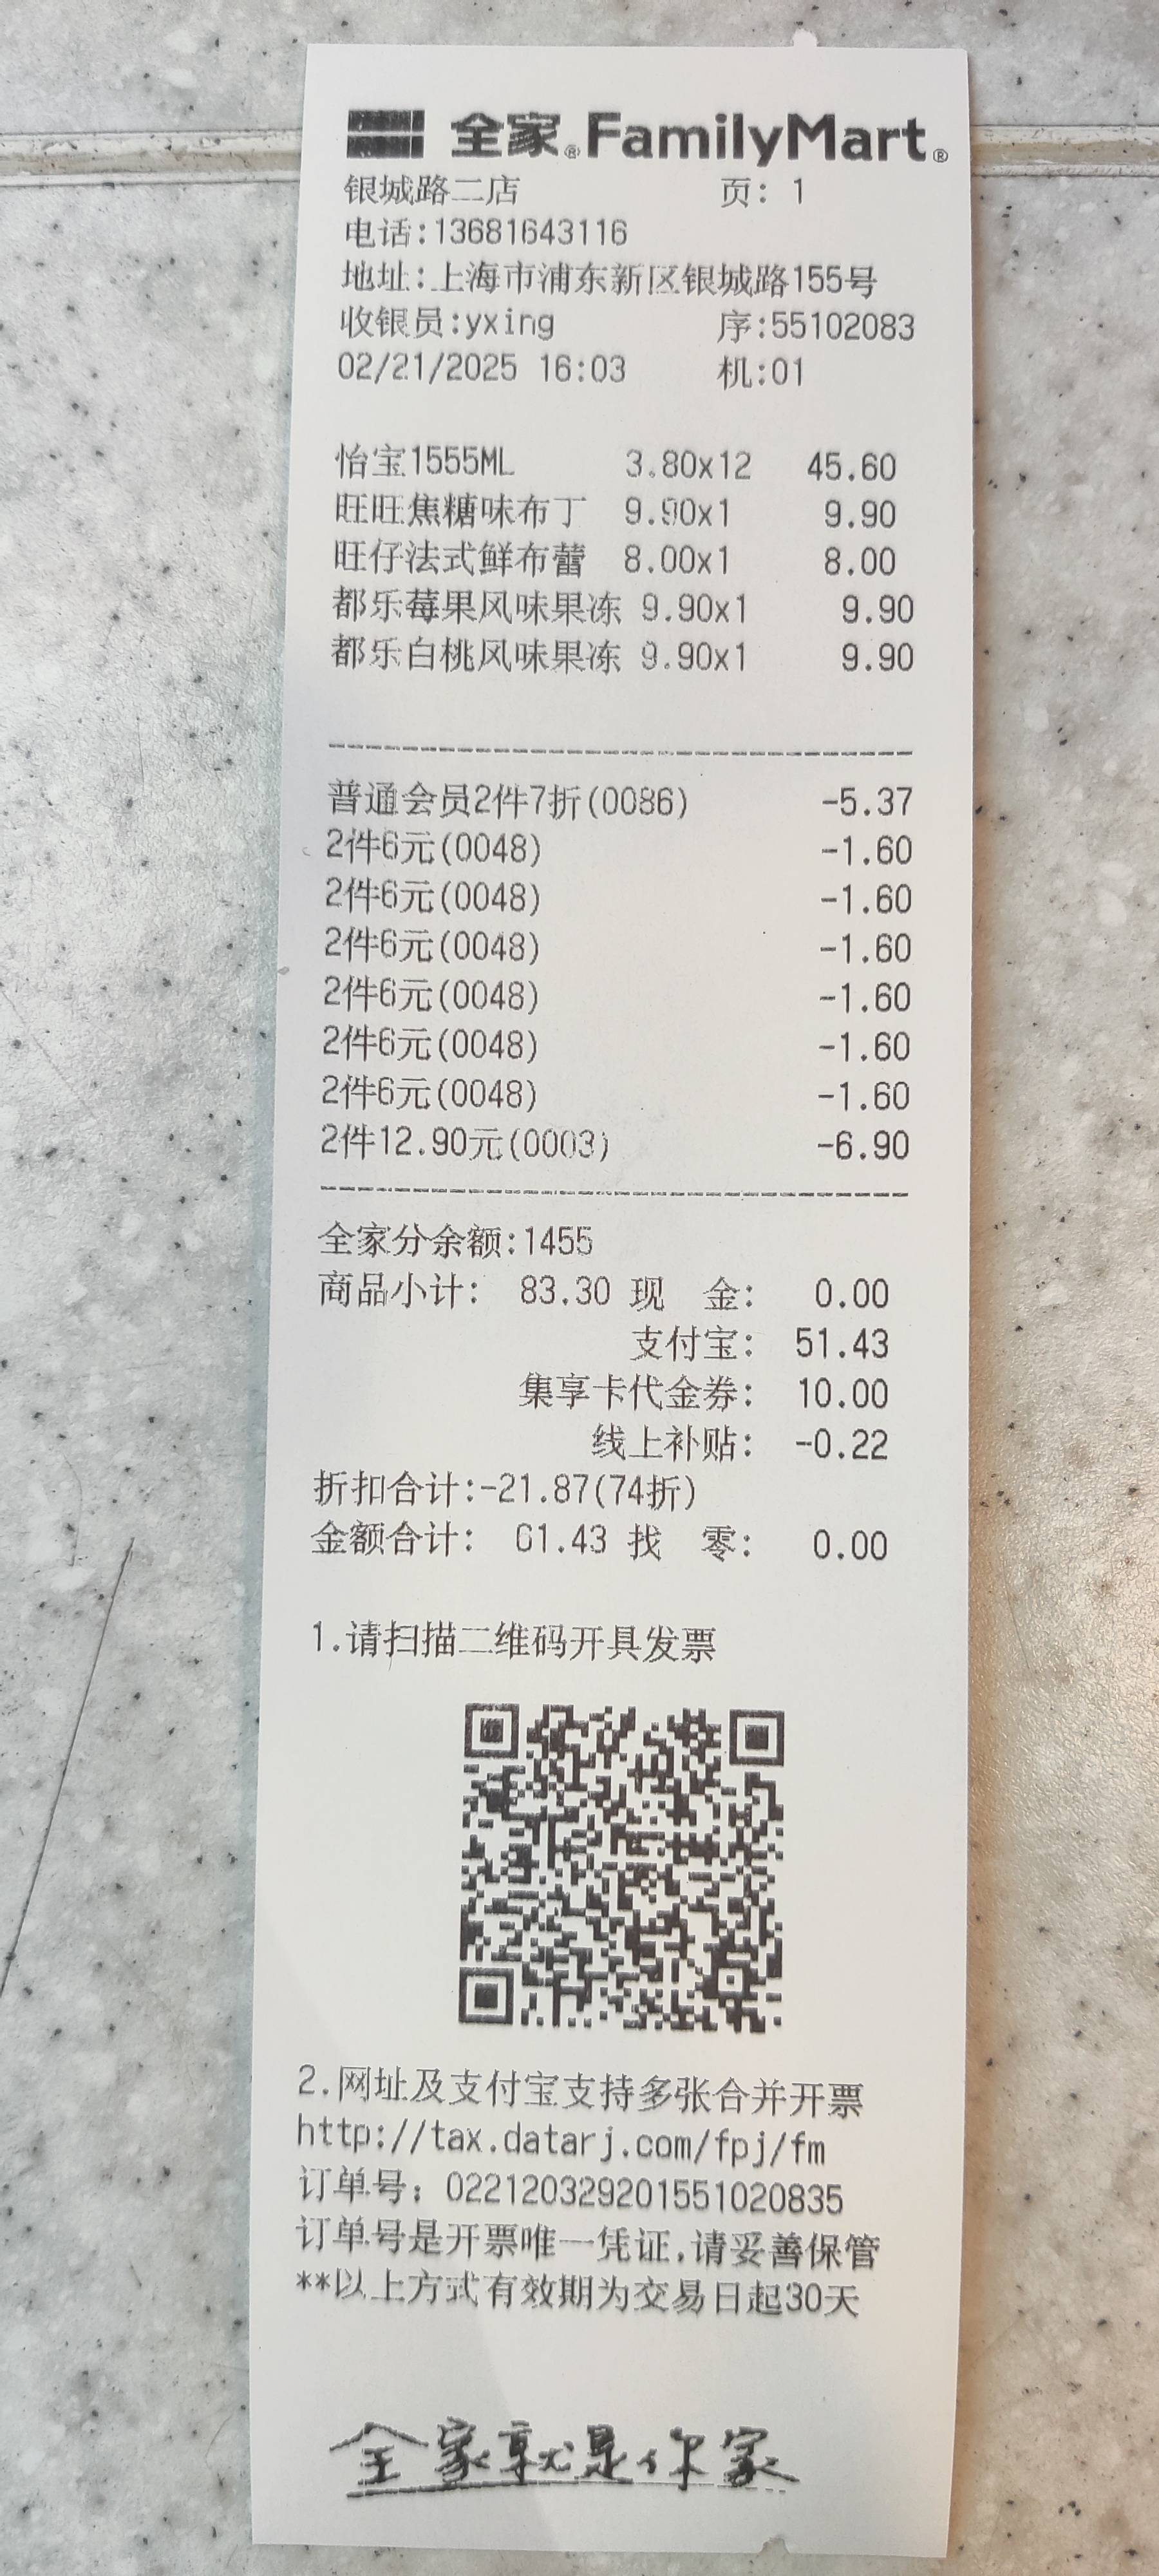 全家®FamilyMart®
银城路二店 页: 1
电话:13681643116
地址:上海市浦东新区银城路155号
收银员:yxing 序:55102083
02/21/2025 16:03 机:01
怡宝1555ML 3.80x12 45.60
旺旺焦糖味布丁 9.90x1 9.90
旺仔法式鲜布蕾 8.00x1 8.00
都乐莓果风味果冻 9.90x1 9.90
都乐白桃风味果冻 9.90x1 9.90
普通会员2件7折(0086) -5.37
2件6元(0048) -1.60
2件6元(0048) -1.60
2件6元(0048) -1.60
2件6元(0048) -1.60
2件6元(0048) -1.60
2件6元(0048) -1.60
2件12.90元(0003) -6.90
全家分余额:1455
商品小计: 83.30 现 金: 0.00
支付宝: 51.43
集享卡代金券: 10.00
线上补贴: -0.22
折扣合计:-21.87(74折)
金额合计: 61.43 找 零: 0.00
1.请扫描二维码开具发票
2.网址及支付宝支持多张合并开票
http://tax.datarj.com/fpj/fm
订单号: 0221203292015510208​35
订单号是开票唯一凭证,请妥善保管
**以上方式有效期为交易日起30天
全家就是你家